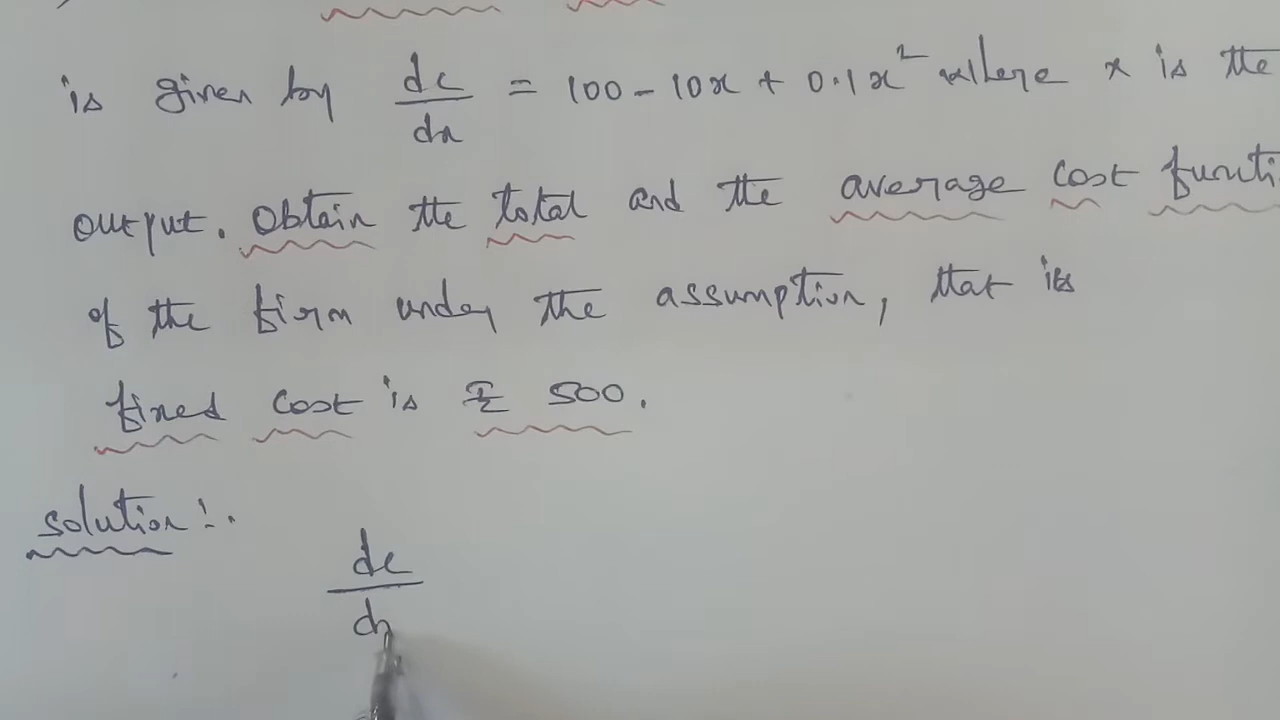 is given by dc/dx = 100 - 10x + 0.1x² where x is the
output. Obtain the total and the average cost functi
of the firm under the assumption, that its
fixed cost is ₹ 500.
solution:-
dc
d